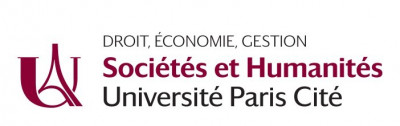 DROIT, ÉCONOMIE, GESTION
Sociétés et Humanités
Université Paris Cité